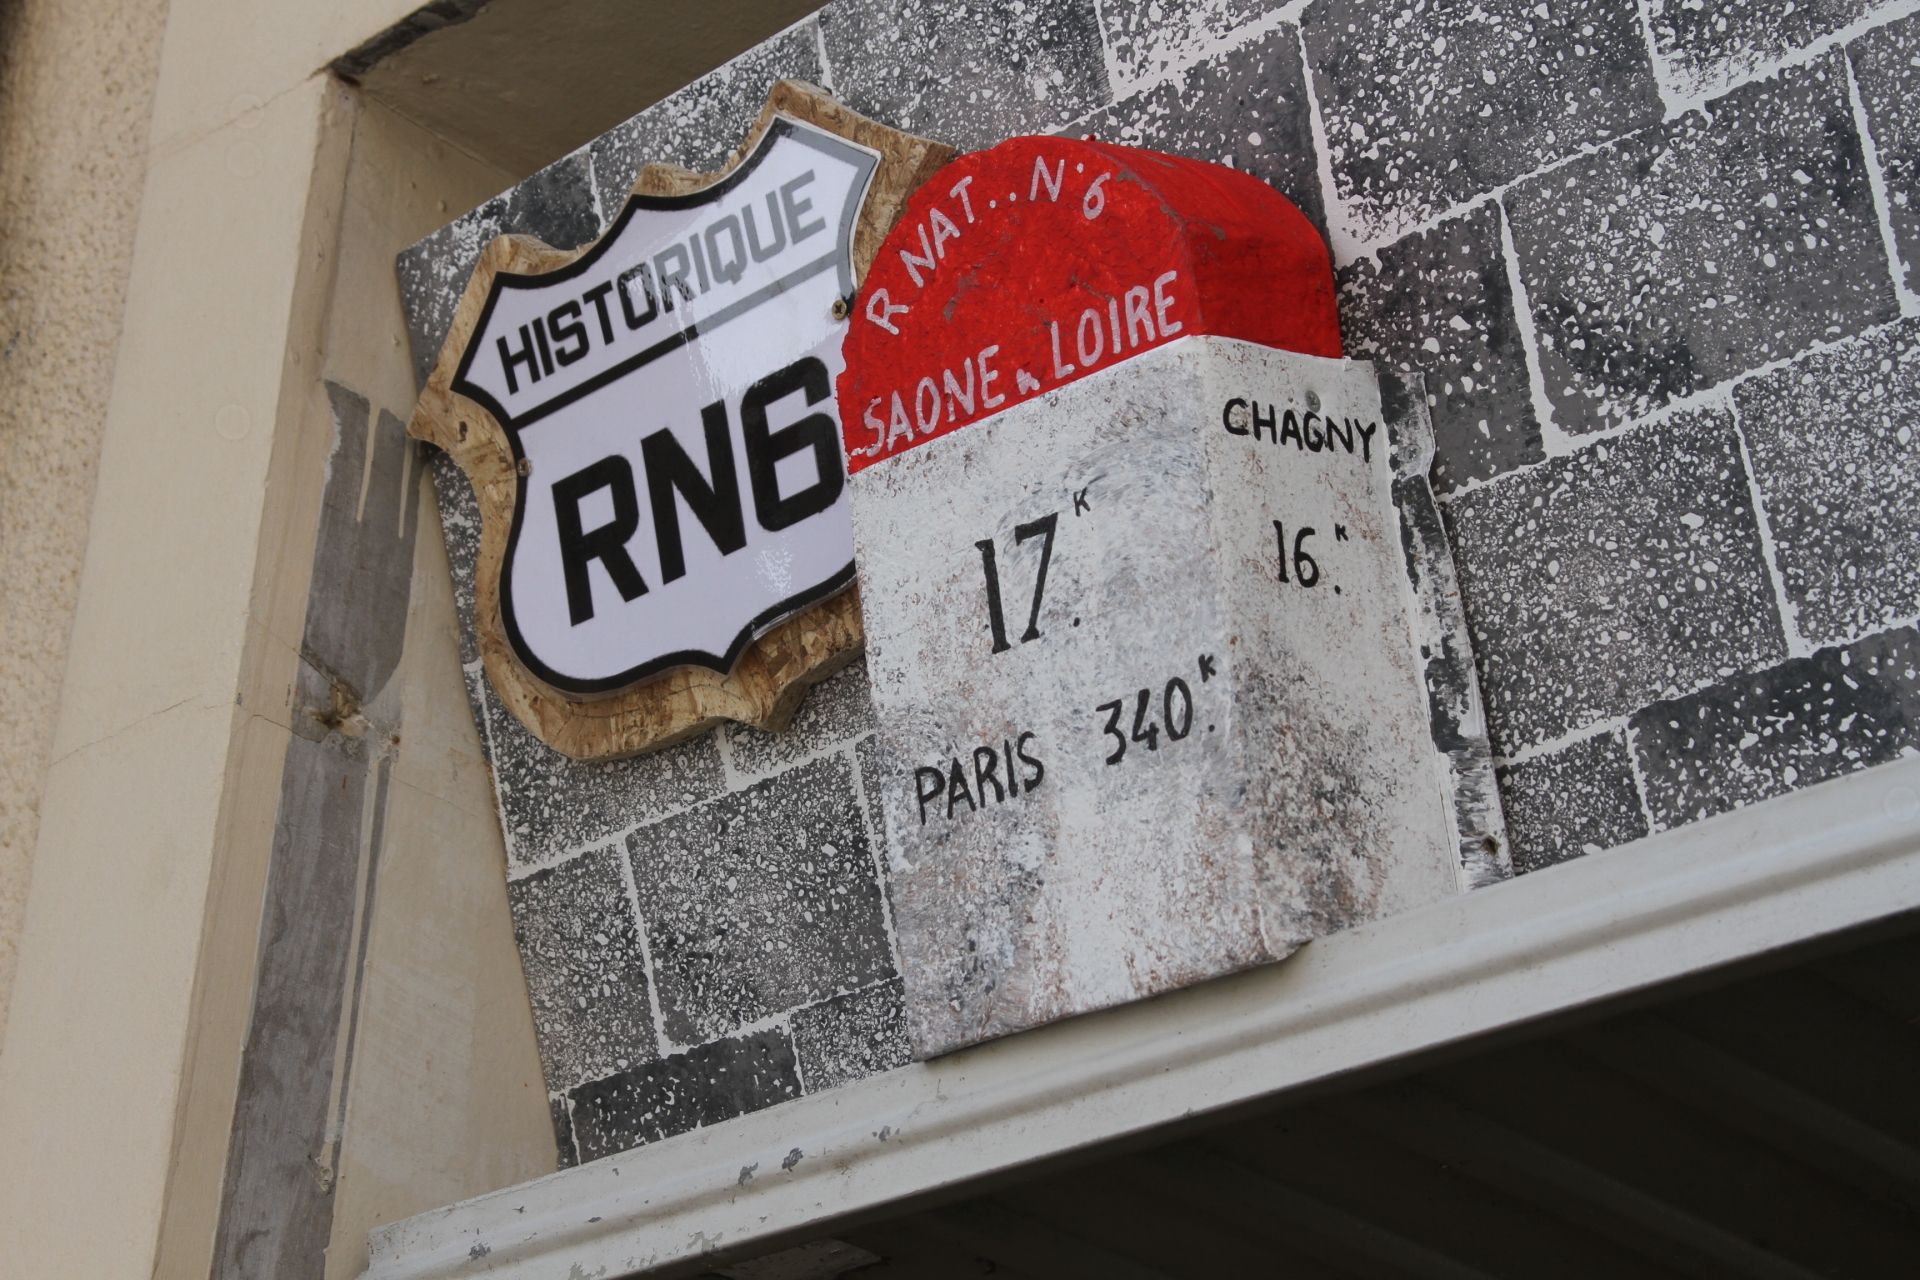 HISTORIQUE
RN6
R NAT.. N°6
SAONE & LOIRE
17.K
PARIS 340.K
CHAGNY
16.K